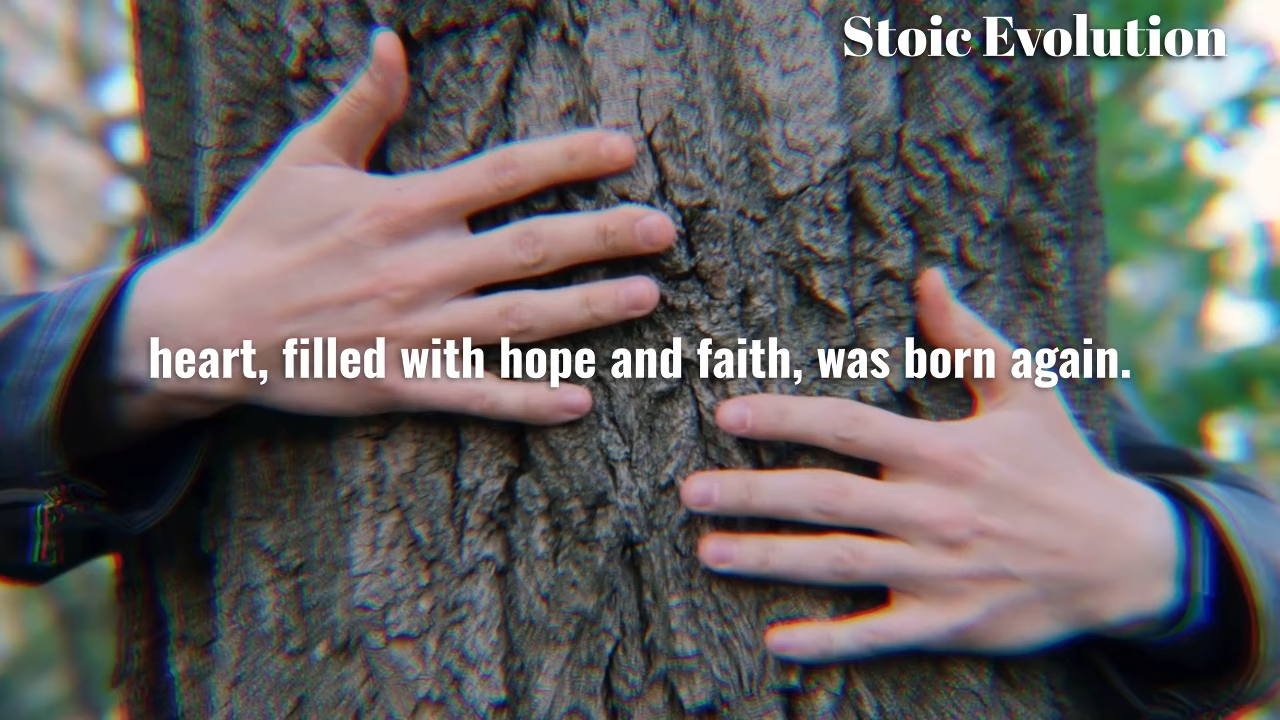 Stoic Evolution
heart, filled with hope and faith, was born again.